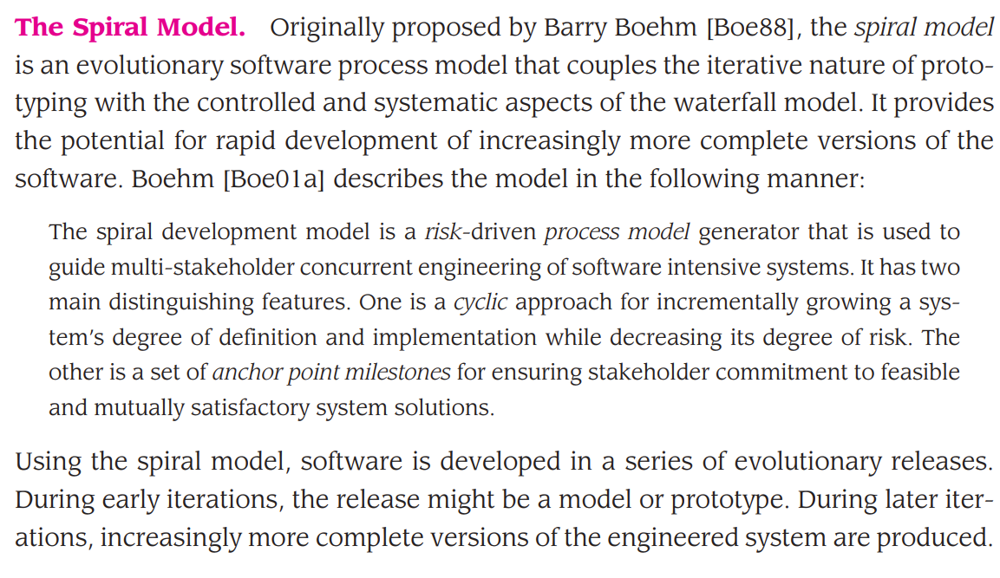 The Spiral Model. Originally proposed by Barry Boehm [Boe88], the spiral model
is an evolutionary software process model that couples the iterative nature of proto-
typing with the controlled and systematic aspects of the waterfall model. It provides
the potential for rapid development of increasingly more complete versions of the
software. Boehm [Boe01a] describes the model in the following manner:
The spiral development model is a risk-driven process model generator that is used to
guide multi-stakeholder concurrent engineering of software intensive systems. It has two
main distinguishing features. One is a cyclic approach for incrementally growing a sys-
tem's degree of definition and implementation while decreasing its degree of risk. The
other is a set of anchor point milestones for ensuring stakeholder commitment to feasible
and mutually satisfactory system solutions.
Using the spiral model, software is developed in a series of evolutionary releases.
During early iterations, the release might be a model or prototype. During later iter-
ations, increasingly more complete versions of the engineered system are produced.